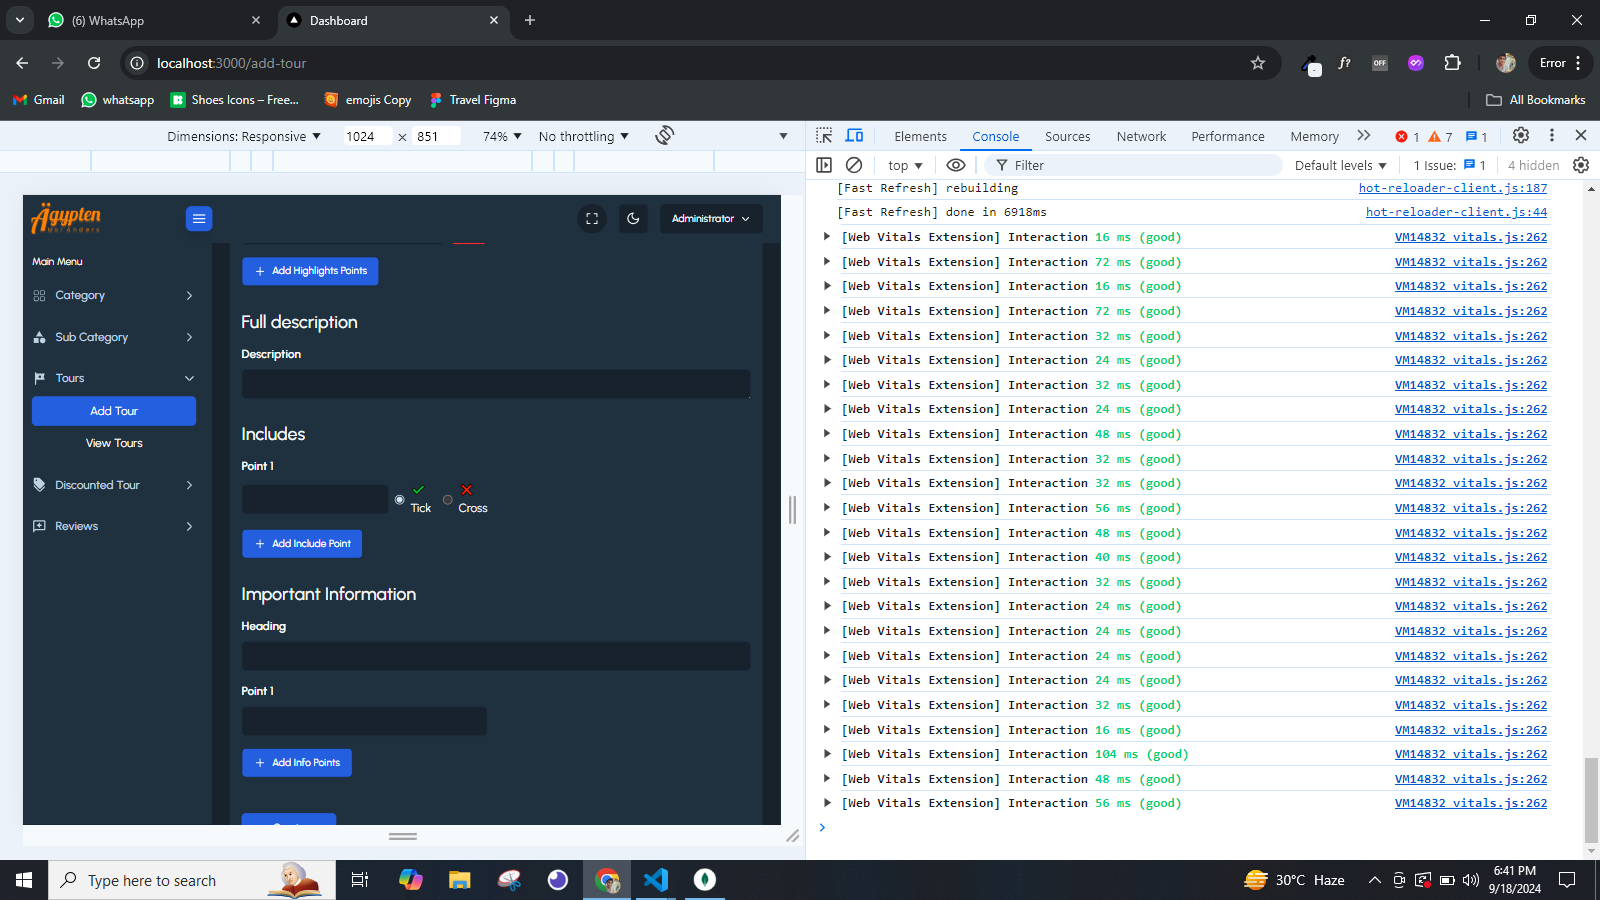 (6) WhatsApp
Dashboard
localhost:3000/add-tour
f?
OFF
Error
Gmail
whatsapp
Shoes Icons – Free...
emojis Copy
Travel Figma
All Bookmarks
Dimensions: Responsive
1024 × 851
74%
No throttling
Elements
Console
Sources
Network
Performance
Memory
1
7
1
top
Filter
Default levels
1 Issue: 1
4 hidden
Ägypten
Mal Anders
Administrator
Main Menu
Category
Sub Category
Tours
Add Tour
View Tours
Discounted Tour
Reviews
Add Highlights Points
Full description
Description
Includes
Point 1
Tick
Cross
Add Include Point
Important Information
Heading
Point 1
Add Info Points
[Fast Refresh] rebuilding hot-reloader-client.js:187
[Fast Refresh] done in 6918ms hot-reloader-client.js:44
[Web Vitals Extension] Interaction 16 ms (good) VM14832 vitals.js:262
[Web Vitals Extension] Interaction 72 ms (good) VM14832 vitals.js:262
[Web Vitals Extension] Interaction 16 ms (good) VM14832 vitals.js:262
[Web Vitals Extension] Interaction 72 ms (good) VM14832 vitals.js:262
[Web Vitals Extension] Interaction 32 ms (good) VM14832 vitals.js:262
[Web Vitals Extension] Interaction 24 ms (good) VM14832 vitals.js:262
[Web Vitals Extension] Interaction 32 ms (good) VM14832 vitals.js:262
[Web Vitals Extension] Interaction 24 ms (good) VM14832 vitals.js:262
[Web Vitals Extension] Interaction 48 ms (good) VM14832 vitals.js:262
[Web Vitals Extension] Interaction 32 ms (good) VM14832 vitals.js:262
[Web Vitals Extension] Interaction 32 ms (good) VM14832 vitals.js:262
[Web Vitals Extension] Interaction 56 ms (good) VM14832 vitals.js:262
[Web Vitals Extension] Interaction 48 ms (good) VM14832 vitals.js:262
[Web Vitals Extension] Interaction 40 ms (good) VM14832 vitals.js:262
[Web Vitals Extension] Interaction 32 ms (good) VM14832 vitals.js:262
[Web Vitals Extension] Interaction 24 ms (good) VM14832 vitals.js:262
[Web Vitals Extension] Interaction 24 ms (good) VM14832 vitals.js:262
[Web Vitals Extension] Interaction 24 ms (good) VM14832 vitals.js:262
[Web Vitals Extension] Interaction 24 ms (good) VM14832 vitals.js:262
[Web Vitals Extension] Interaction 32 ms (good) VM14832 vitals.js:262
[Web Vitals Extension] Interaction 16 ms (good) VM14832 vitals.js:262
[Web Vitals Extension] Interaction 104 ms (good) VM14832 vitals.js:262
[Web Vitals Extension] Interaction 48 ms (good) VM14832 vitals.js:262
[Web Vitals Extension] Interaction 56 ms (good) VM14832 vitals.js:262
Type here to search
30°C Haze
6:41 PM
9/18/2024